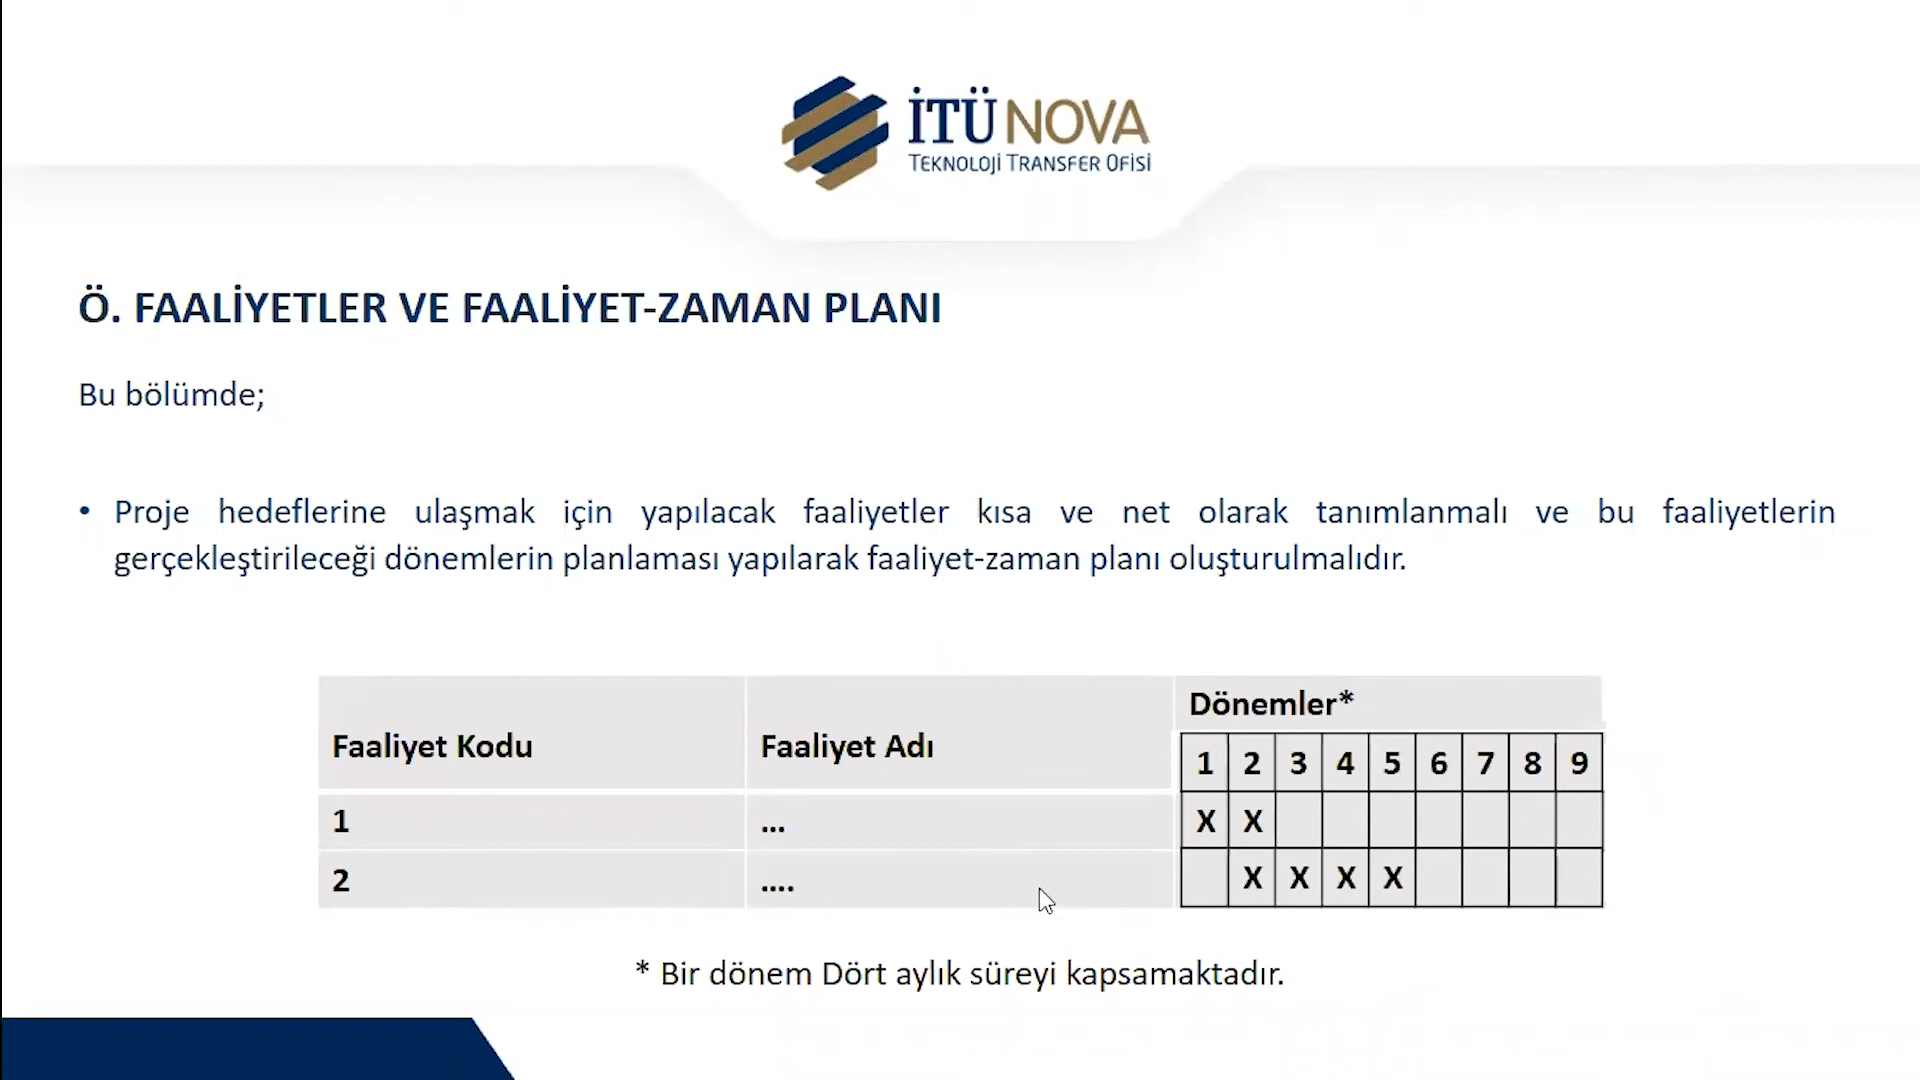 İTÜ NOVA
TEKNOLOJİ TRANSFER OFİSİ
Ö. FAALİYETLER VE FAALİYET-ZAMAN PLANI
Bu bölümde;
• Proje hedeflerine ulaşmak için yapılacak faaliyetler kısa ve net olarak tanımlanmalı ve bu faaliyetlerin
gerçekleştirileceği dönemlerin planlaması yapılarak faaliyet-zaman planı oluşturulmalıdır.
Dönemler*
Faaliyet Kodu Faaliyet Adı
1 2 3 4 5 6 7 8 9
1 ... X X
2 .... X X X X
* Bir dönem Dört aylık süreyi kapsamaktadır.